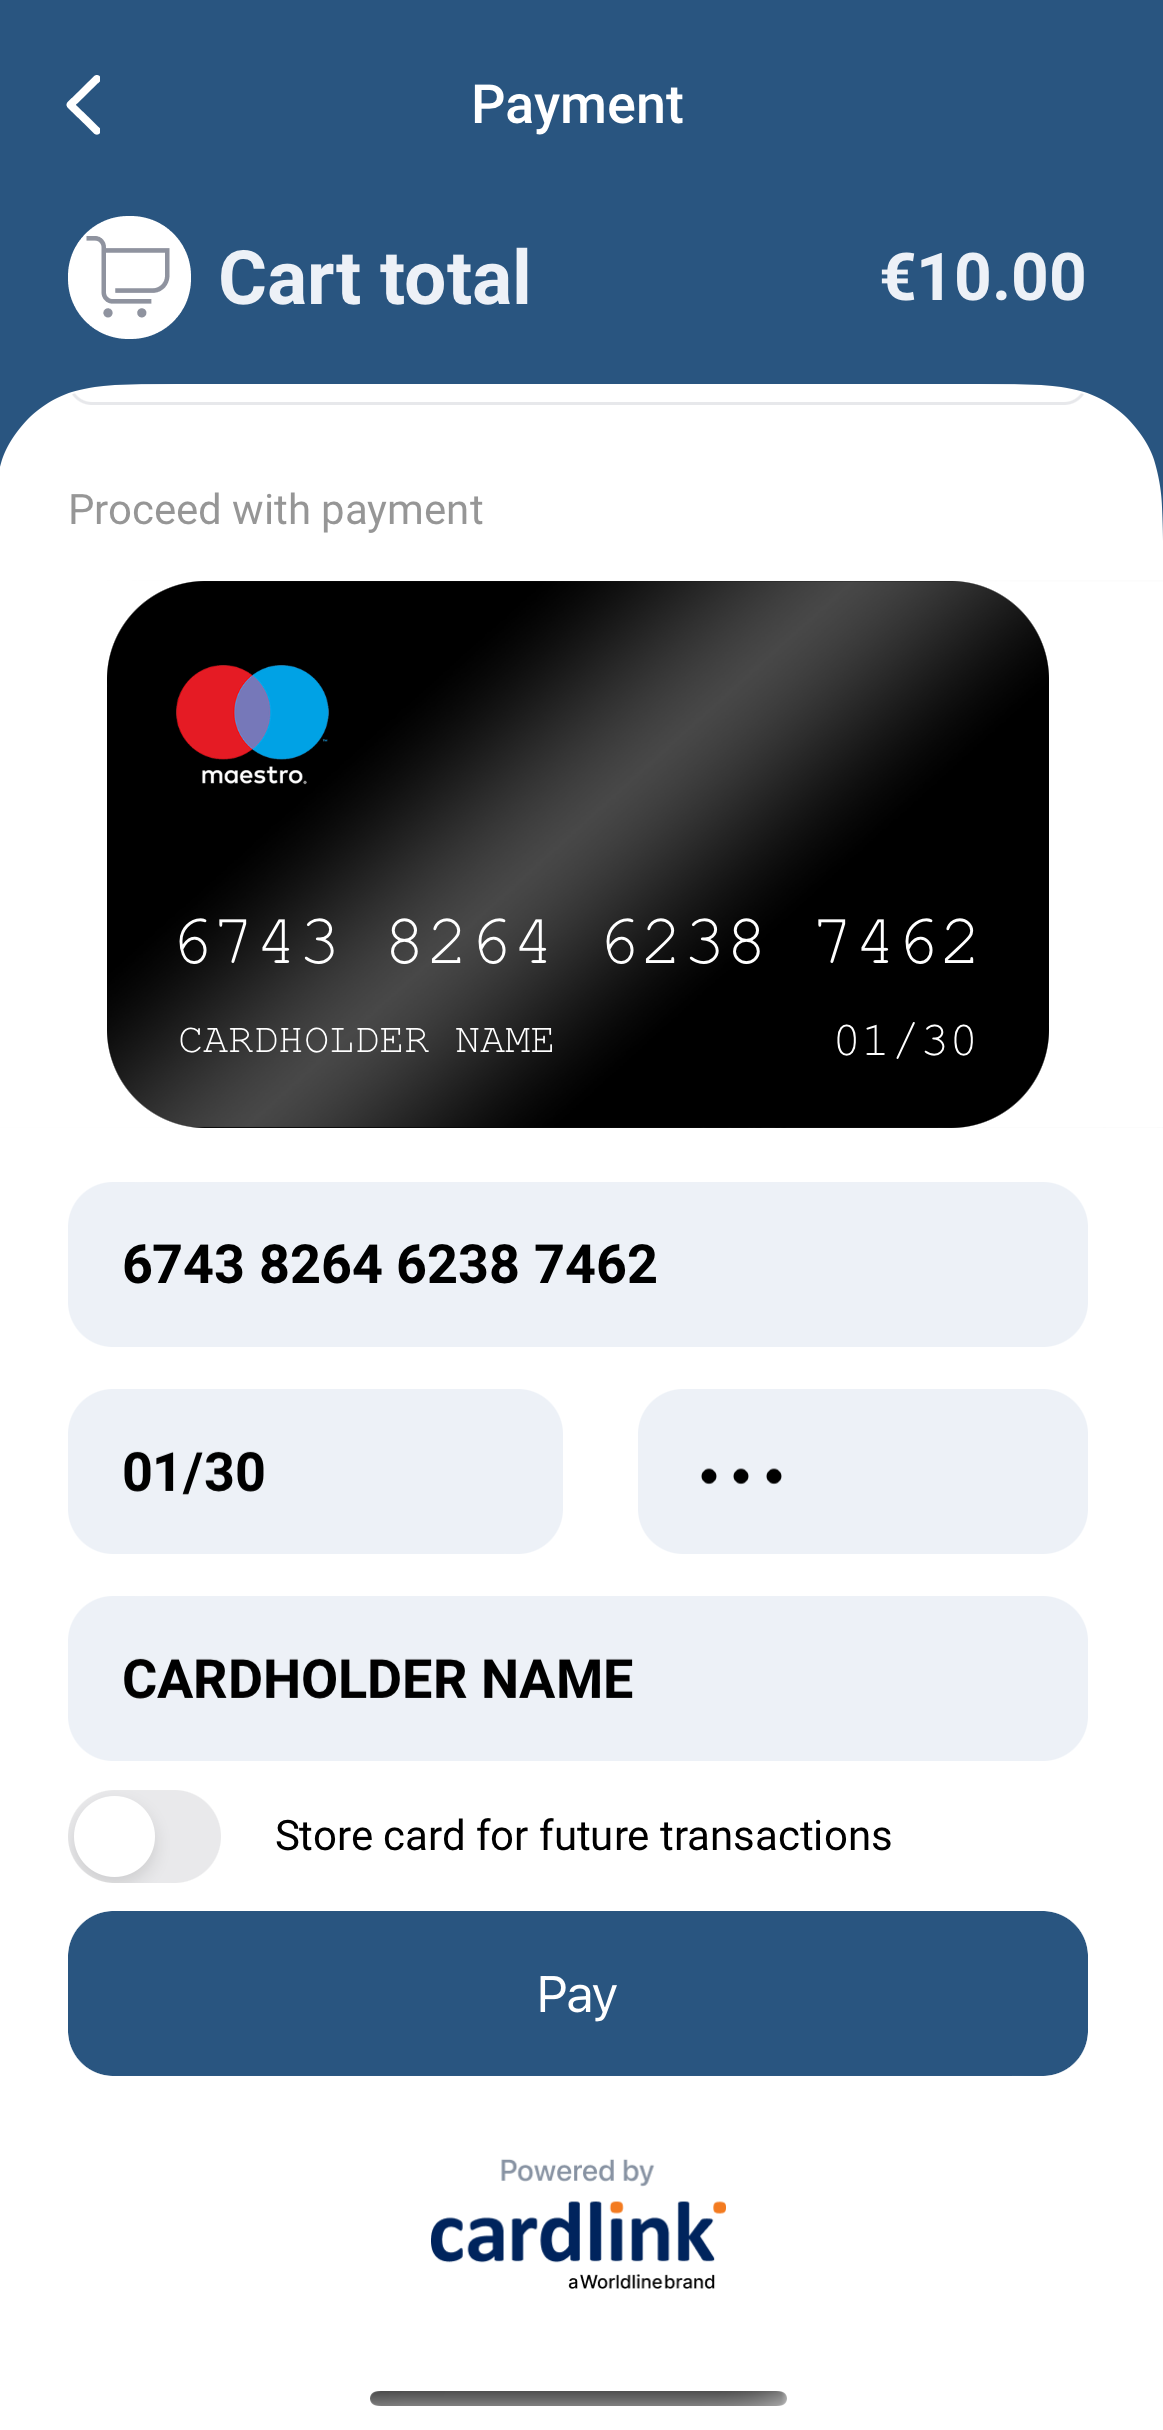 Payment
Cart total
€10.00
Proceed with payment
maestro.
6743 8264 6238 7462
CARDHOLDER NAME
01/30
6743 8264 6238 7462
01/30
•••
CARDHOLDER NAME
Store card for future transactions
Pay
Powered by
cardlink
a Worldline brand